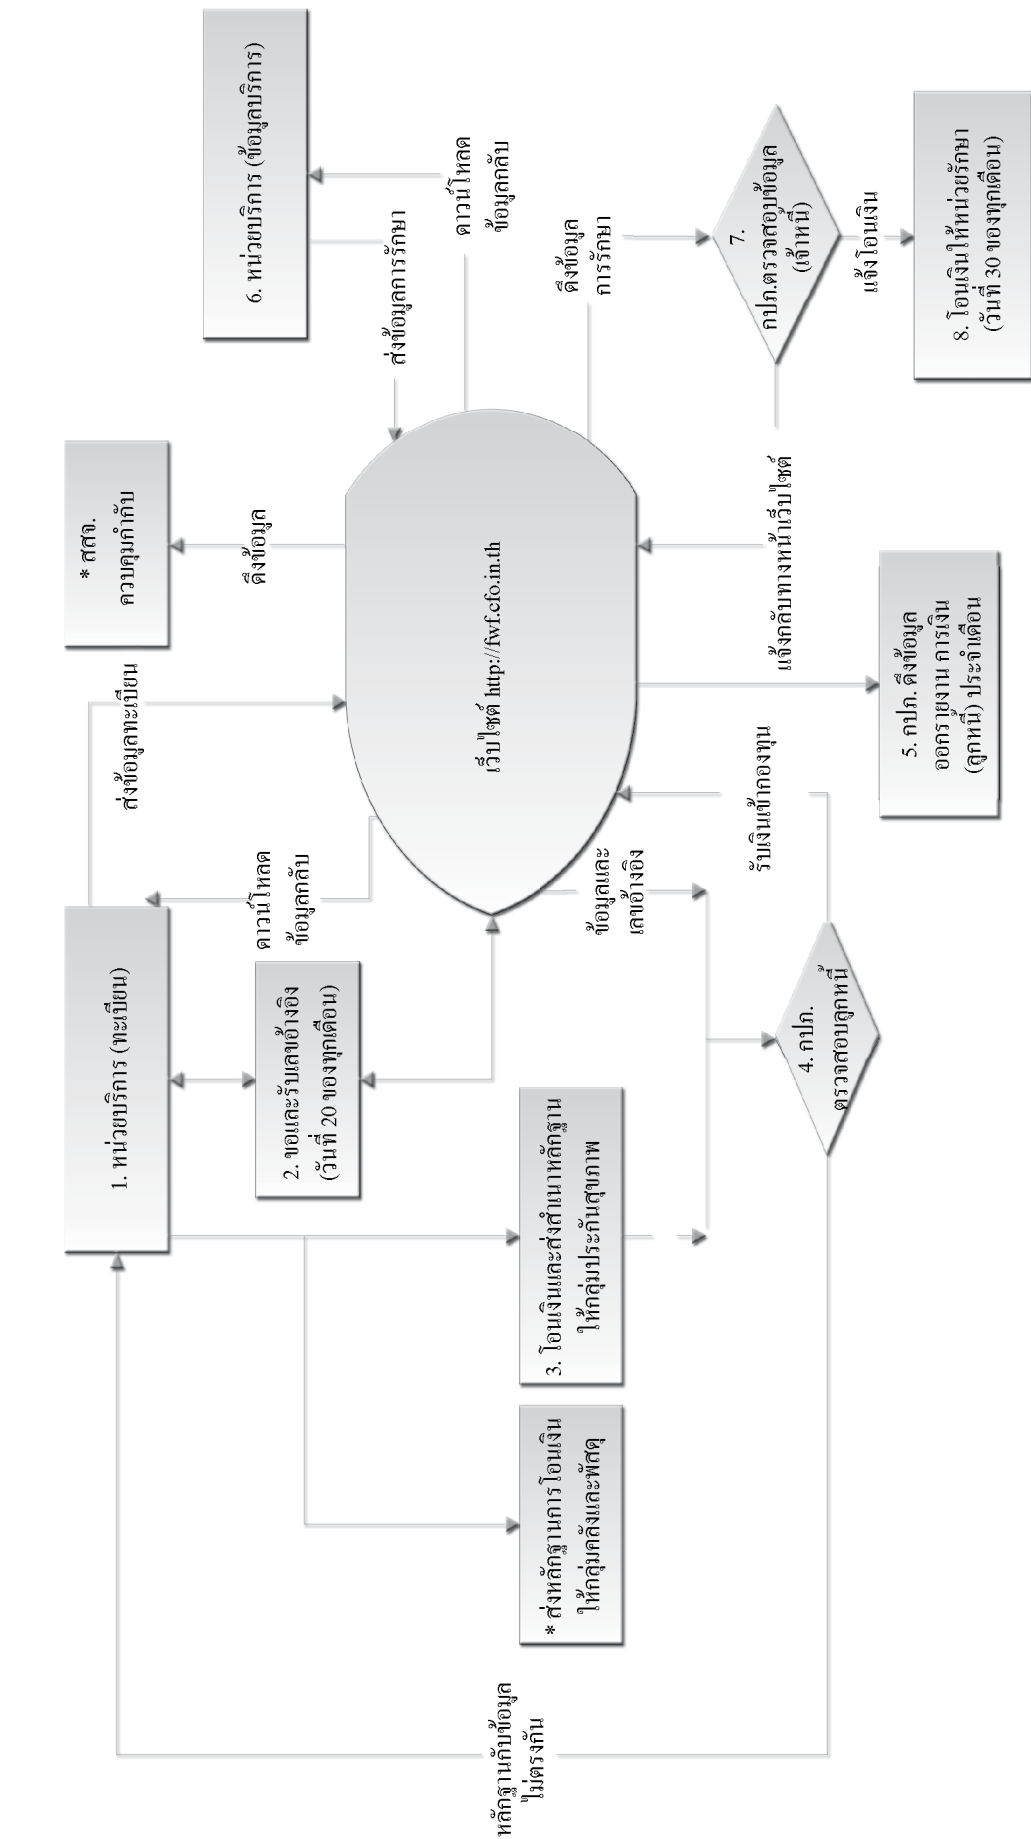 1. หน่วยบริการ (ทะเบียน)
ส่งข้อมูลทะเบียน
* สสจ.
ควบคุมกำกับ
ดึงข้อมูล
6. หน่วยบริการ (ข้อมูลบริการ)
ส่งข้อมูลการรักษา
ดาวน์โหลด
ข้อมูลกลับ
ดาวน์โหลด
ข้อมูลกลับ
2. ขอและรับเลขอ้างอิง
(วันที่ 20 ของทุกเดือน)
เว็บไซต์ http://fwf.cfo.in.th
หลักฐานกับข้อมูล
ไม่ตรงกัน
* ส่งหลักฐานการโอนเงิน
ให้กลุ่มคลังและพัสดุ
3. โอนเงินและส่งสำเนาหลักฐาน
ให้กลุ่มประกันสุขภาพ
ข้อมูลและ
เลขอ้างอิง
ดึงข้อมูล
การรักษา
4. กปภ.
ตรวจสอบลูกหนี้
รับเงินเข้ากองทุน
แจ้งกลับทางหน้าเว็บไซต์
7.
กปภ.ตรวจสอบข้อมูล
(เจ้าหนี้)
แจ้งโอนเงิน
5. กปภ. ดึงข้อมูล
ออกรายงาน การเงิน
(ลูกหนี้) ประจำเดือน
8. โอนเงินให้หน่วยรักษา
(วันที่ 30 ของทุกเดือน)